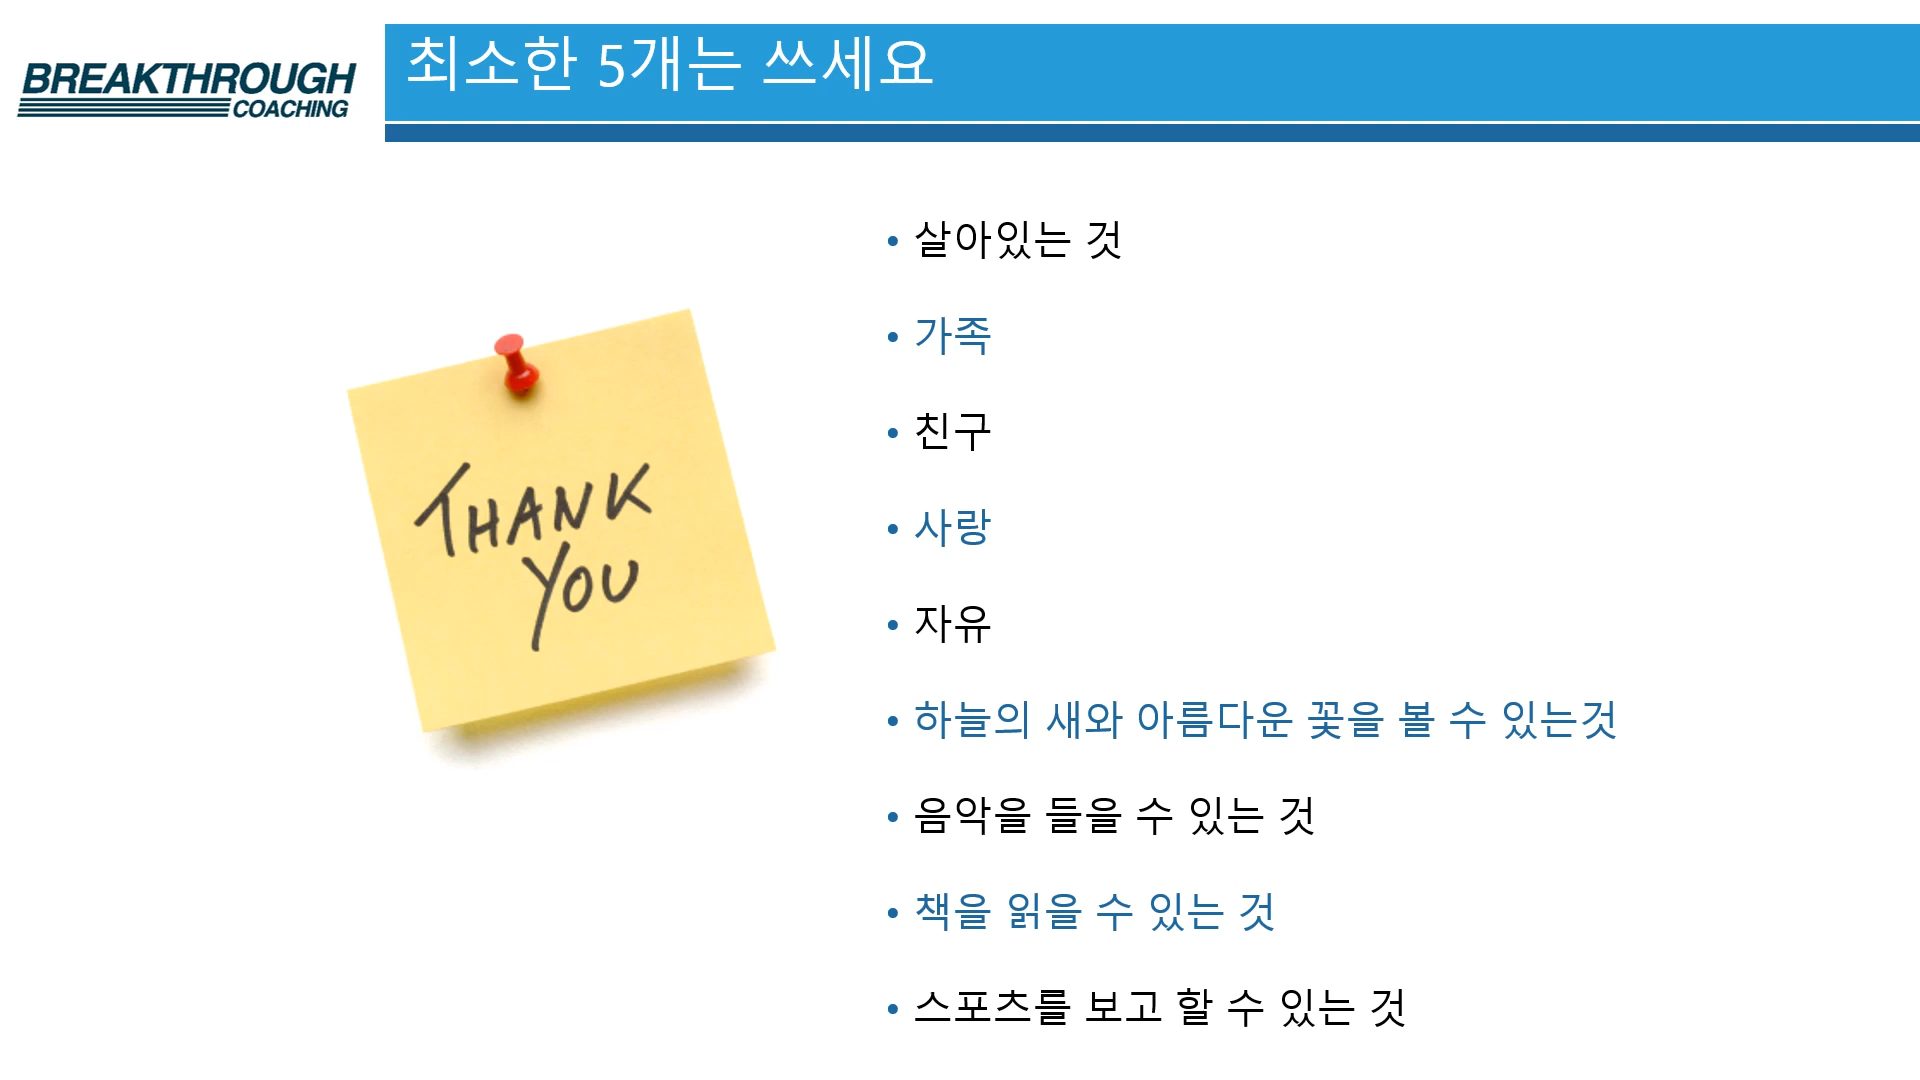 BREAKTHROUGH
COACHING
최소한 5개는 쓰세요
THANK
YOU
• 살아있는 것
• 가족
• 친구
• 사랑
• 자유
• 하늘의 새와 아름다운 꽃을 볼 수 있는것
• 음악을 들을 수 있는 것
• 책을 읽을 수 있는 것
• 스포츠를 보고 할 수 있는 것